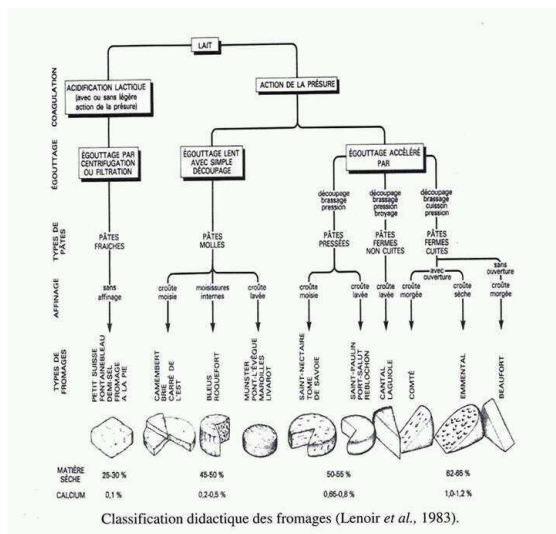 LAIT
COAGULATION
ACIDIFICATION LACTIQUE
(avec ou sans légère
action de la présure)
ACTION DE LA PRÉSURE
ÉGOUTTAGE
ÉGOUTTAGE PAR
CENTRIFUGATION
OU FILTRATION
ÉGOUTTAGE LENT
AVEC SIMPLE
DÉCOUPAGE
ÉGOUTTAGE ACCÉLÉRÉ
PAR
découpage
brassage
pression
découpage
brassage
pression
broyage
découpage
brassage
cuisson
pression
TYPES DE
PÂTES
PÂTES
FRAICHES
PÂTES
MOLLES
PÂTES
PRESSÉES
PÂTES
FERMES
NON CUITES
PÂTES
FERMES
CUITES
avec
ouverture
sans
ouverture
AFFINAGE
sans
affinage
croûte
moisie
moisissures
internes
croûte
lavée
croûte
moisie
croûte
lavée
croûte
lavée
croûte
morgée
croûte
sèche
croûte
morgée
TYPES DE
FROMAGES
PETIT SUISSE
FONTAINEBLEAU
DEMI-SEL
FROMAGE
A LA PIE
CAMEMBERT
BRIE
CARRÉ DE
L'EST
BLEUS
ROQUEFORT
MUNSTER
PONT-L'ÉVÊQUE
MAROILLES
LIVAROT
SAINT-NECTAIRE
TOME
DE SAVOIE
SAINT-PAULIN
PORT-SALUT
REBLOCHON
CANTAL
LAGUIOLE
COMTÉ
EMMENTAL
BEAUFORT
MATIÈRE
SÈCHE
25-30 %
45-50 %
50-55 %
62-65 %
CALCIUM
0,1 %
0,2-0,5 %
0,65-0,8 %
1,0-1,2 %
Classification didactique des fromages (Lenoir et al., 1983).